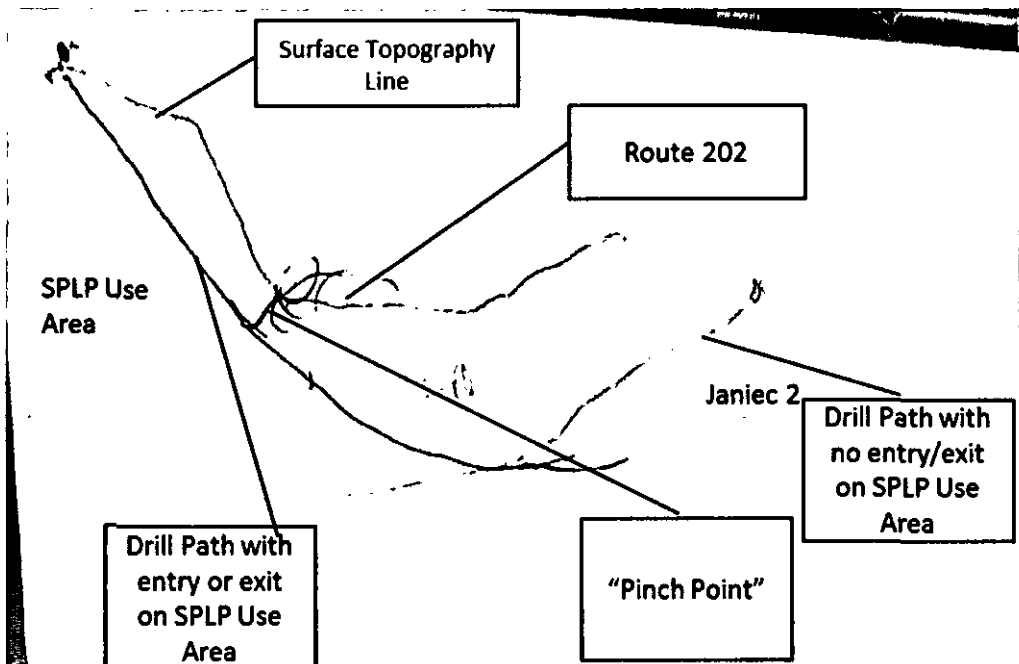 Surface Topography
Line
Route 202
SPLP Use
Area
Janiec 2
Drill Path with
no entry/exit
on SPLP Use
Area
Drill Path with
entry or exit
on SPLP Use
Area
"Pinch Point"